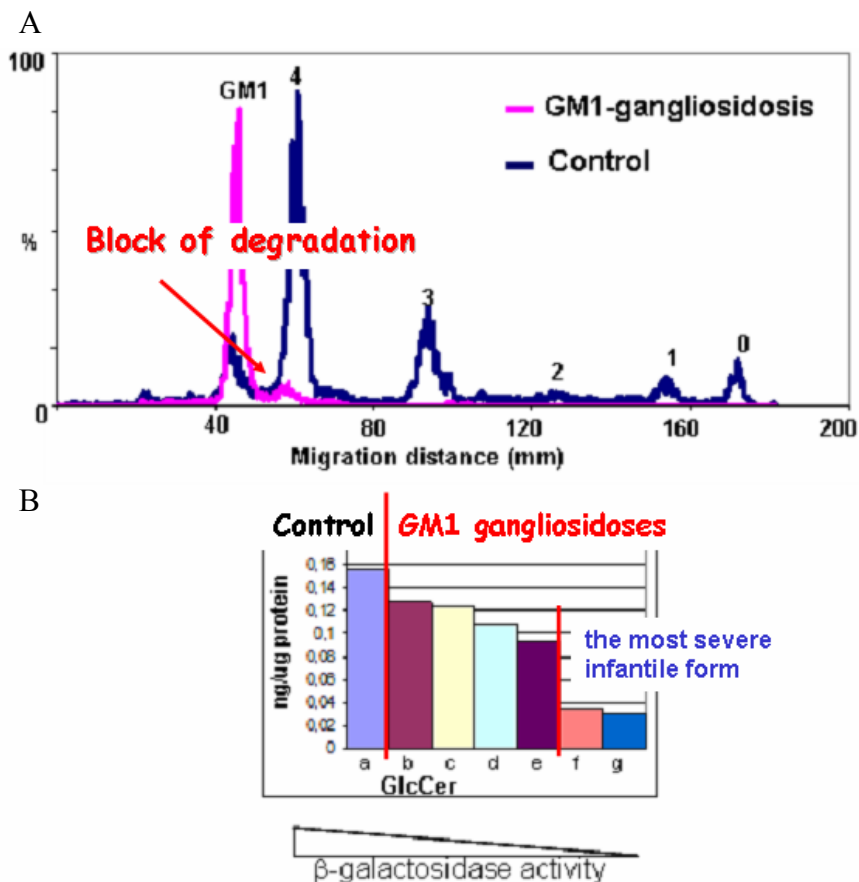 A
100
GM1
4
GM1-gangliosidosis
Control
%
Block of degradation
3
2
1
0
0
40
80
120
160
200
Migration distance (mm)
B
Control
GM1 gangliosidoses
ng/ug protein
0,16
0,14
0,12
0,1
0,08
0,06
0,04
0,02
0
the most severe
infantile form
a b c d e f g
GlcCer
β-galactosidase activity